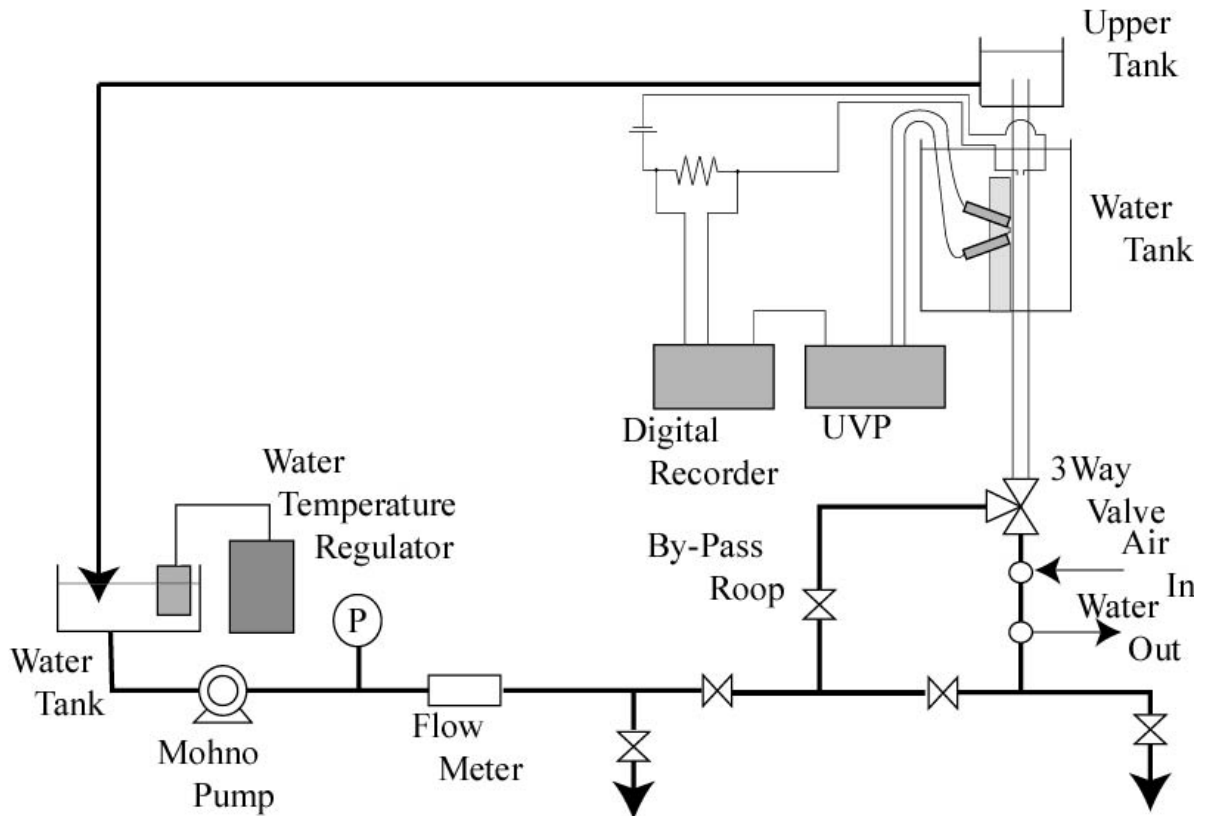 Upper
Tank
Water
Tank
Digital
Recorder
UVP
Water
Temperature
Regulator
3Way
Valve
Air
In
By-Pass
Roop
Water
Out
P
Water
Tank
Flow
Meter
Mohno
Pump